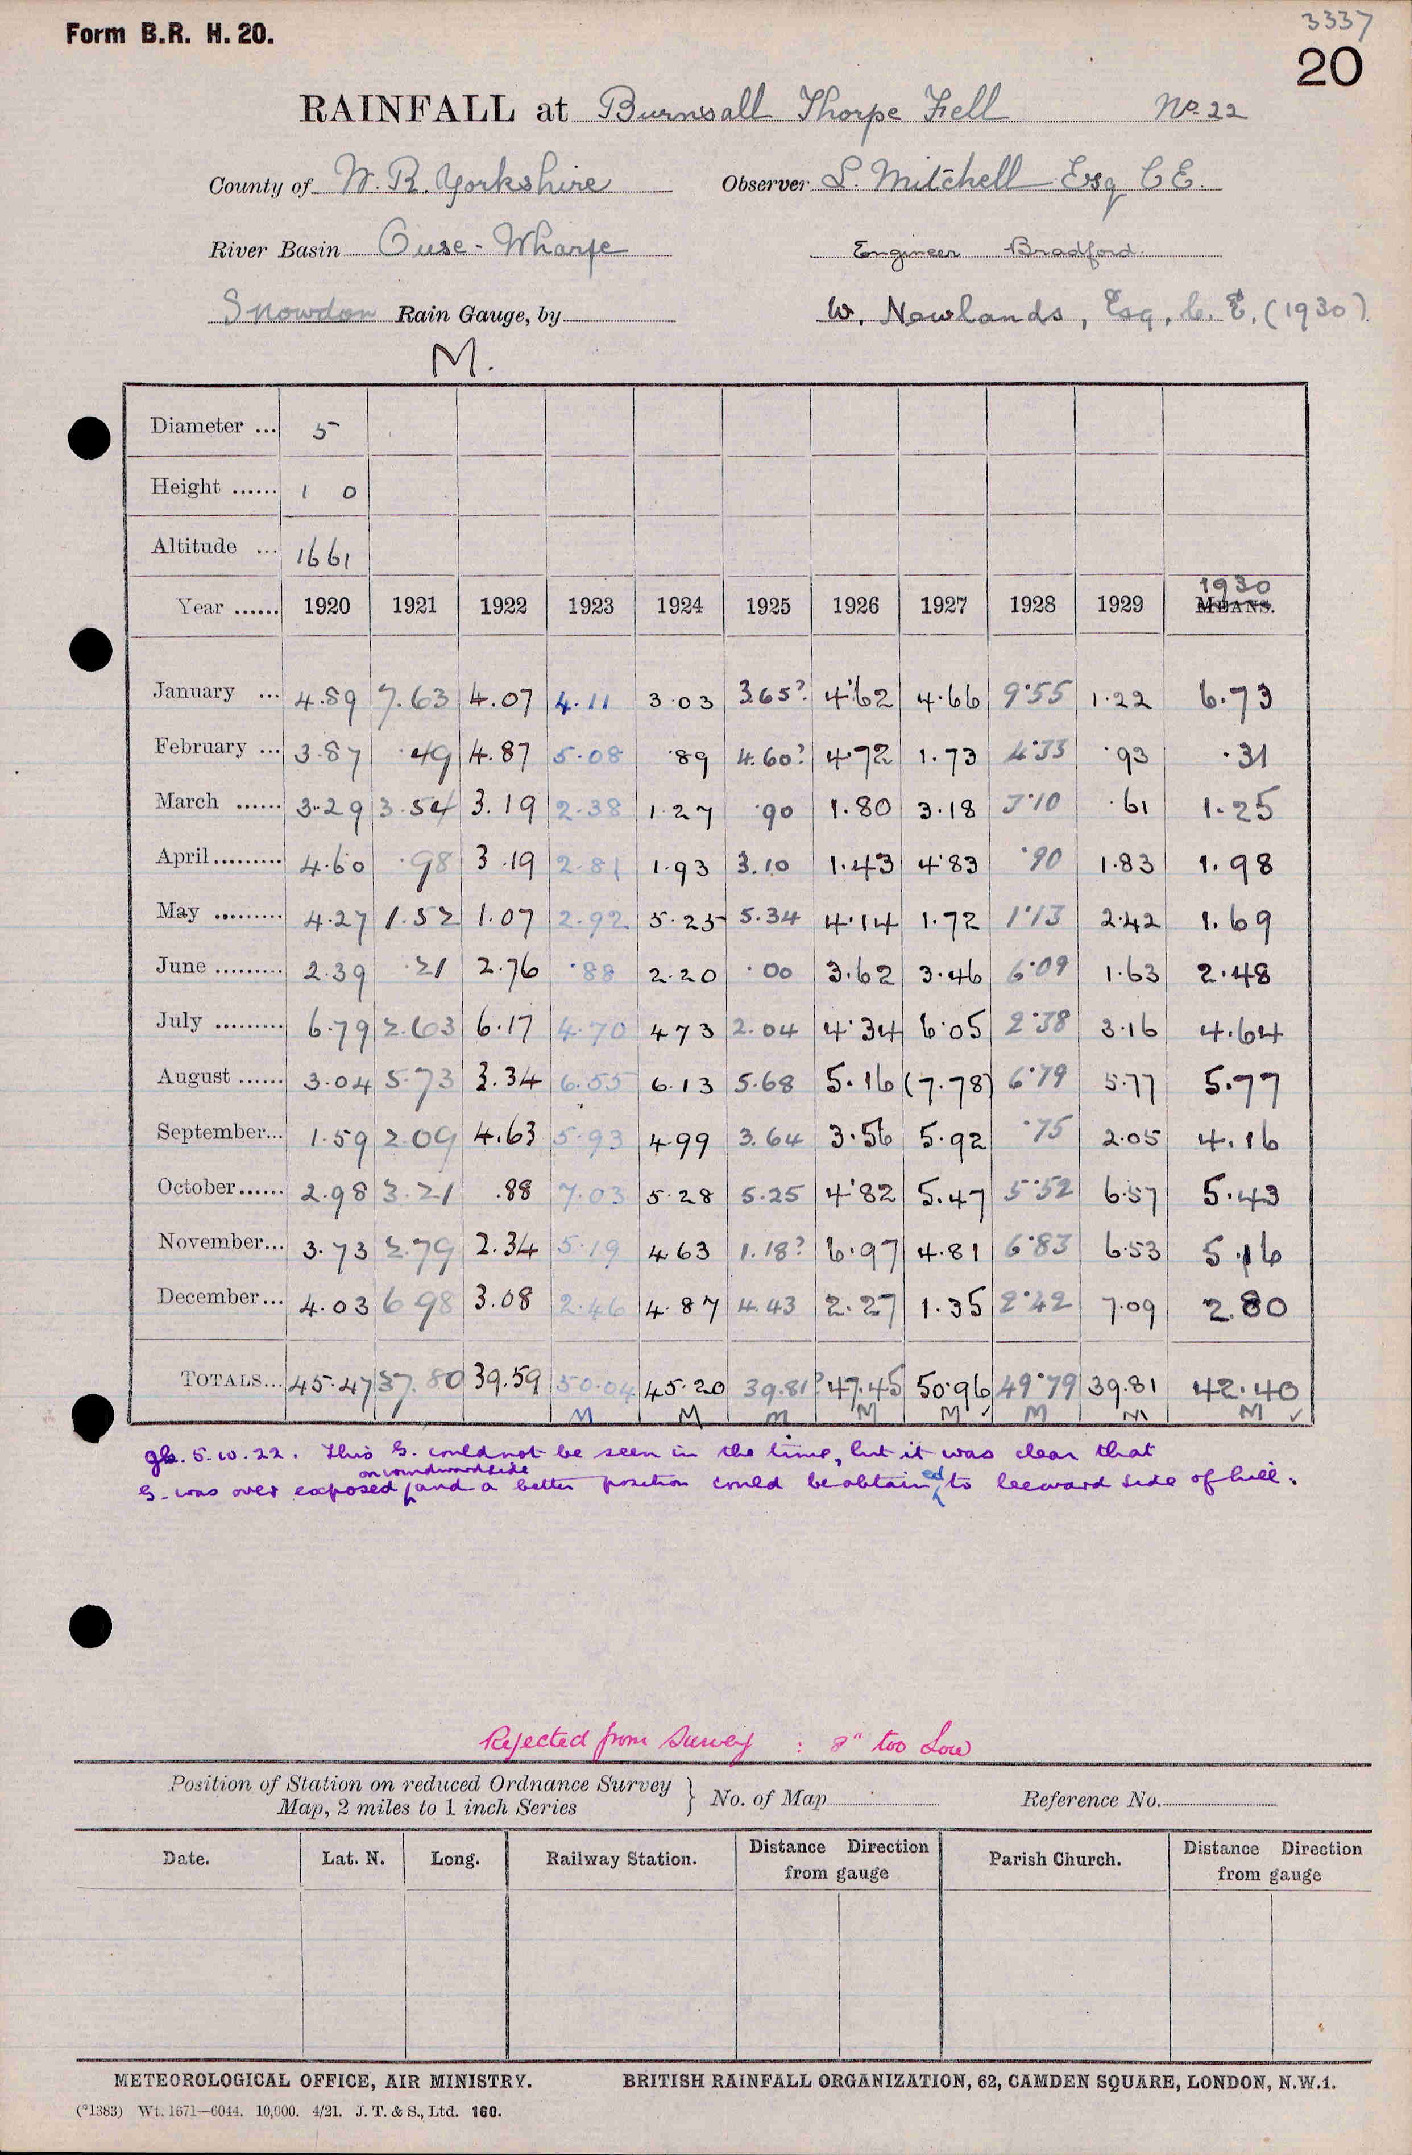 Form B.R. H. 20.
3337
20
RAINFALL at Burnsall Thorpe Fell No 22
County of W. R. Yorkshire Observer L. Mitchell Esq C E.
River Basin Ouse - Wharfe Engineer Bradford.
Snowdon Rain Gauge, by W. Newlands, Esq, C. E, (1930)
M.
Diameter ... 5
Height ...... 1 0
Altitude ... 1661
Year ...... 1920 1921 1922 1923 1924 1925 1926 1927 1928 1929 1930 MEANS.
January ... 4.89 7.63 4.07 4.11 3.03 3.65? 4.62 4.66 9.55 1.22 6.73
February ... 3.87 .49 4.87 5.08 .89 4.60? 4.72 1.73 4.33 .93 .31
March ...... 3.29 3.54 3.19 2.38 1.27 .90 1.80 3.18 3.10 .61 1.25
April ......... 4.60 .98 3.19 2.81 1.93 3.10 1.43 4.83 .90 1.83 1.98
May ......... 4.27 1.52 1.07 2.92 5.25 5.34 4.14 1.72 1.13 2.42 1.69
June ......... 2.39 .21 2.76 .88 2.20 .00 3.62 3.46 6.09 1.63 2.48
July ......... 6.79 2.63 6.17 4.70 4.73 2.04 4.34 6.05 2.38 3.16 4.64
August ...... 3.04 5.73 3.34 6.55 6.13 5.68 5.16 (7.78) 6.79 5.77 5.77
September... 1.59 2.09 4.63 5.93 4.99 3.64 3.56 5.92 .75 2.05 4.16
October...... 2.98 3.21 .88 7.03 5.28 5.25 4.82 5.47 5.52 6.57 5.43
November... 3.73 2.79 2.34 5.19 4.63 1.18? 6.97 4.81 6.83 6.53 5.16
December... 4.03 6.98 3.08 2.46 4.87 4.43 2.27 1.35 2.42 7.09 2.80
TOTALS... 45.47 37.80 39.59 50.04 45.20 39.81? 47.45 50.96 49.79 39.81 42.40
M M M M M ✓ M M M ✓
5.10.22. This G. could not be seen in the time, but it was clear that
on windward side
G. was over exposed and a better position could be obtained to leeward side of hill.
Rejected from Survey : 8" too Low
Position of Station on reduced Ordnance Survey
Map, 2 miles to 1 inch Series } No. of Map Reference No.
Date. Lat. N. Long. Railway Station. Distance Direction from gauge Parish Church. Distance Direction from gauge
METEOROLOGICAL OFFICE, AIR MINISTRY. BRITISH RAINFALL ORGANIZATION, 62, CAMDEN SQUARE, LONDON, N.W.1.
(*1383) Wt. 1671—6044. 10,000. 4/21. J. T. & S., Ltd. 160.